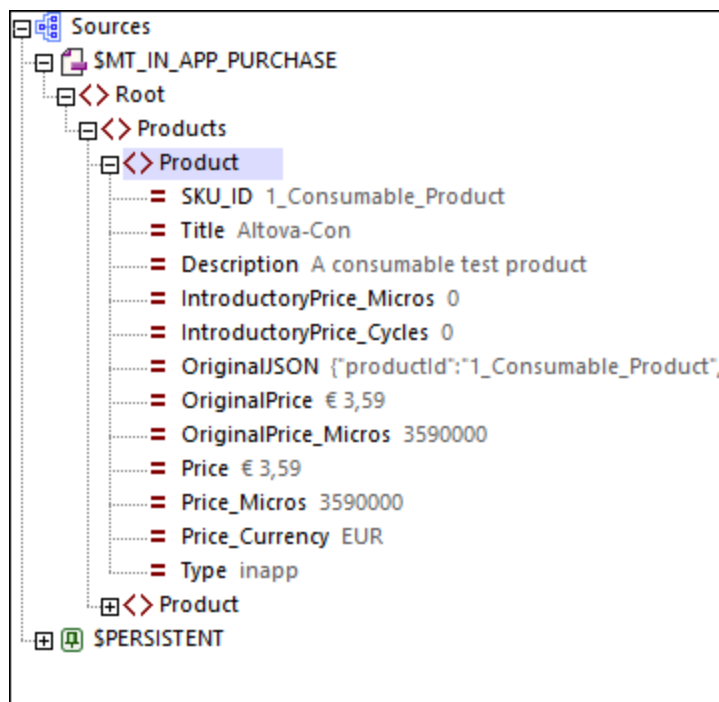 Sources
$MT_IN_APP_PURCHASE
Root
Products
Product
SKU_ID 1_Consumable_Product
Title Altova-Con
Description A consumable test product
IntroductoryPrice_Micros 0
IntroductoryPrice_Cycles 0
OriginalJSON {"productId":"1_Consumable_Product",
OriginalPrice € 3,59
OriginalPrice_Micros 3590000
Price € 3,59
Price_Micros 3590000
Price_Currency EUR
Type inapp
Product
$PERSISTENT